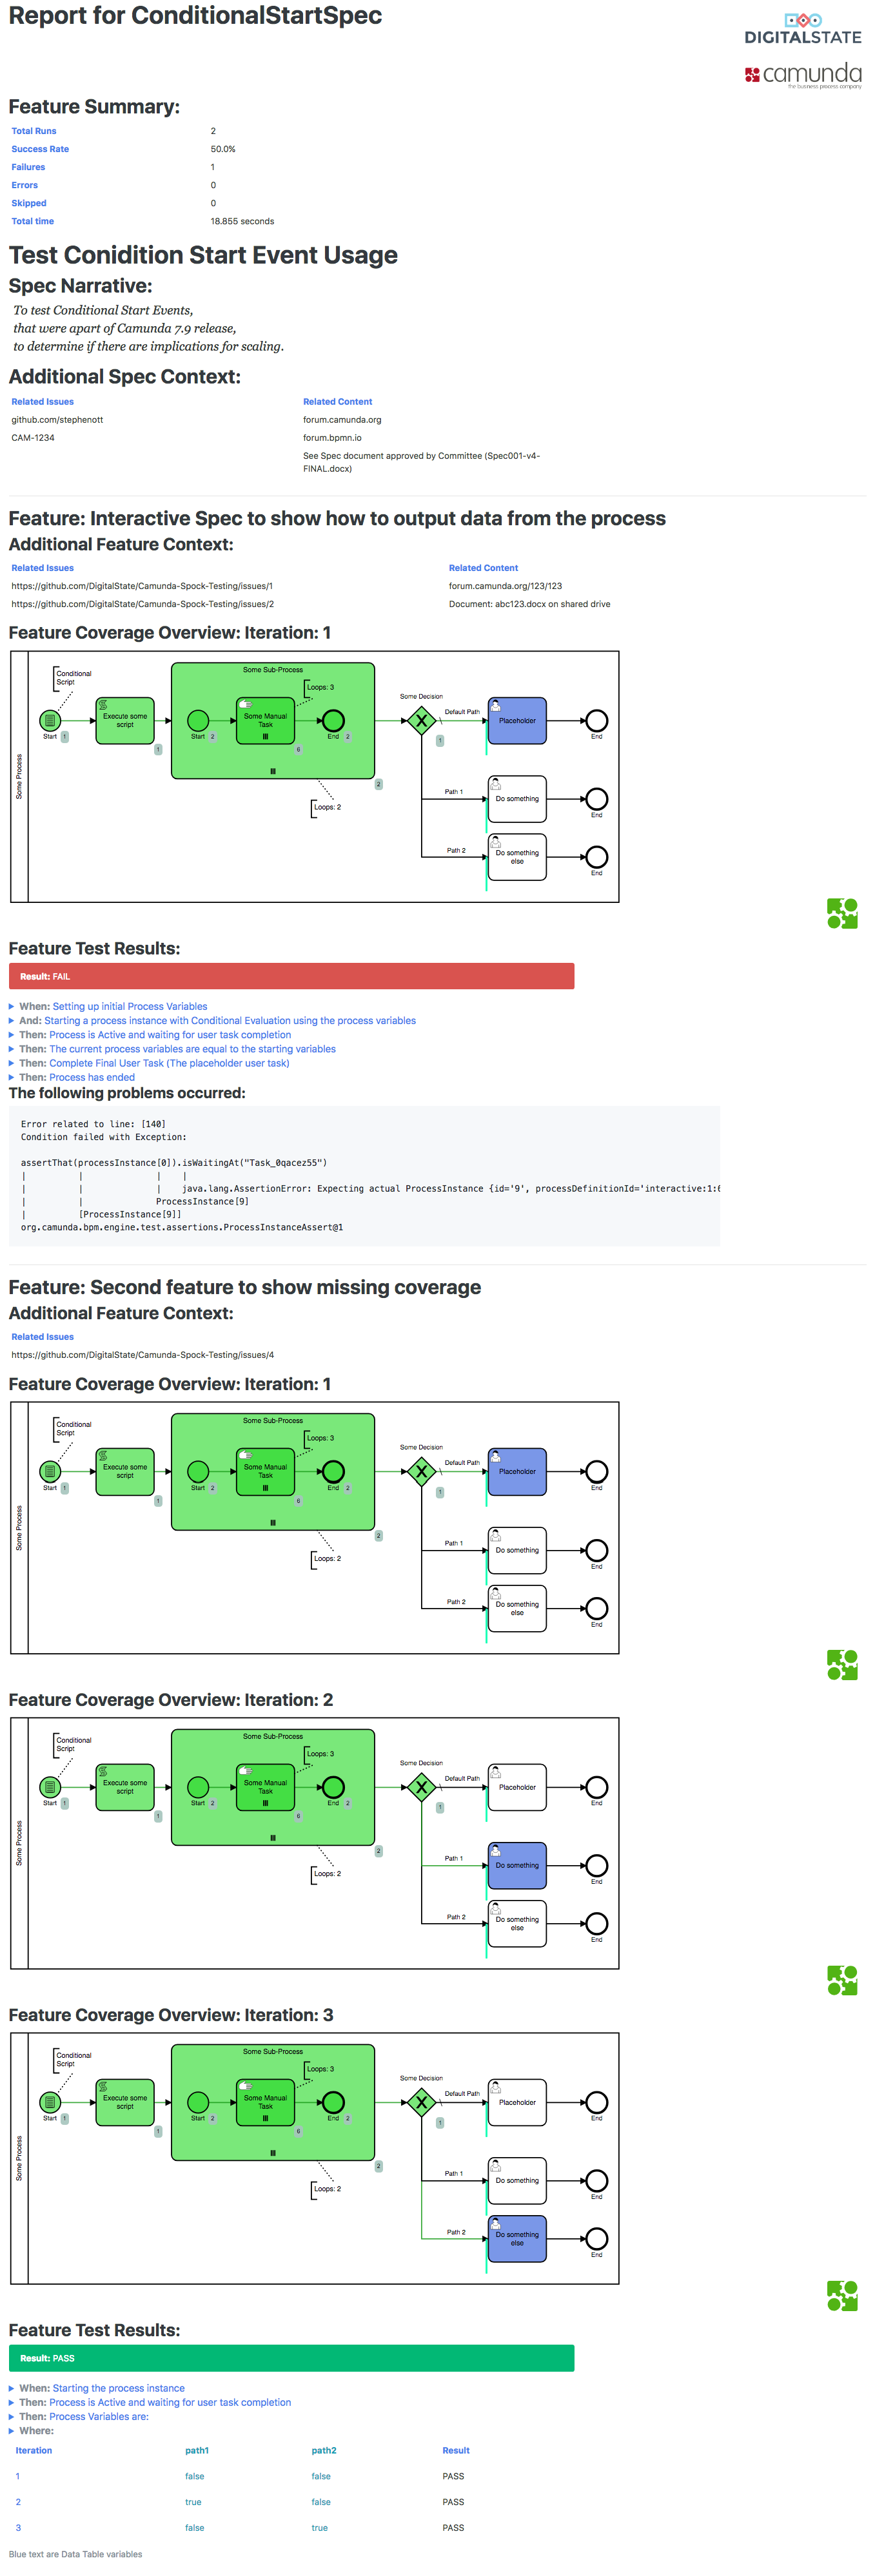 Report for ConditionalStartSpec
DIGITALSTATE
camunda
the business process company
Feature Summary:
Total Runs 2
Success Rate 50.0%
Failures 1
Errors 0
Skipped 0
Total time 18.855 seconds
Test Conidition Start Event Usage
Spec Narrative:
To test Conditional Start Events,
that were apart of Camunda 7.9 release,
to determine if there are implications for scaling.
Additional Spec Context:
Related Issues Related Content
github.com/stephenott forum.camunda.org
CAM-1234 forum.bpmn.io
See Spec document approved by Committee (Spec001-v4-
FINAL.docx)
Feature: Interactive Spec to show how to output data from the process
Additional Feature Context:
Related Issues Related Content
https://github.com/DigitalState/Camunda-Spock-Testing/issues/1 forum.camunda.org/123/123
https://github.com/DigitalState/Camunda-Spock-Testing/issues/2 Document: abc123.docx on shared drive
Feature Coverage Overview: Iteration: 1
Some Process
Conditional
Script
Start 1
Execute some
script
1
Some Sub-Process
Loops: 3
Start 2
Some Manual
Task
6
End 2
2
Loops: 2
Some Decision
1
Default Path
Placeholder
End
Path 1
Do something
End
Path 2
Do something
else
End
Feature Test Results:
Result: FAIL
When: Setting up initial Process Variables
And: Starting a process instance with Conditional Evaluation using the process variables
Then: Process is Active and waiting for user task completion
Then: The current process variables are equal to the starting variables
Then: Complete Final User Task (The placeholder user task)
Then: Process has ended
The following problems occurred:
Error related to line: [140]
Condition failed with Exception:
assertThat(processInstance[0]).isWaitingAt("Task_0qacez55")
| | | |
| | | java.lang.AssertionError: Expecting actual ProcessInstance {id='9', processDefinitionId='interactive:1:6
| | ProcessInstance[9]
| [ProcessInstance[9]]
org.camunda.bpm.engine.test.assertions.ProcessInstanceAssert@1
Feature: Second feature to show missing coverage
Additional Feature Context:
Related Issues
https://github.com/DigitalState/Camunda-Spock-Testing/issues/4
Feature Coverage Overview: Iteration: 1
Some Process
Conditional
Script
Start 1
Execute some
script
1
Some Sub-Process
Loops: 3
Start 2
Some Manual
Task
6
End 2
2
Loops: 2
Some Decision
1
Default Path
Placeholder
End
Path 1
Do something
End
Path 2
Do something
else
End
Feature Coverage Overview: Iteration: 2
Some Process
Conditional
Script
Start 1
Execute some
script
1
Some Sub-Process
Loops: 3
Start 2
Some Manual
Task
6
End 2
2
Loops: 2
Some Decision
1
Default Path
Placeholder
End
Path 1
Do something
End
Path 2
Do something
else
End
Feature Coverage Overview: Iteration: 3
Some Process
Conditional
Script
Start 1
Execute some
script
1
Some Sub-Process
Loops: 3
Start 2
Some Manual
Task
6
End 2
2
Loops: 2
Some Decision
1
Default Path
Placeholder
End
Path 1
Do something
End
Path 2
Do something
else
End
Feature Test Results:
Result: PASS
When: Starting the process instance
Then: Process is Active and waiting for user task completion
Then: Process Variables are:
Where:
Iteration path1 path2 Result
1 false false PASS
2 true false PASS
3 false true PASS
Blue text are Data Table variables